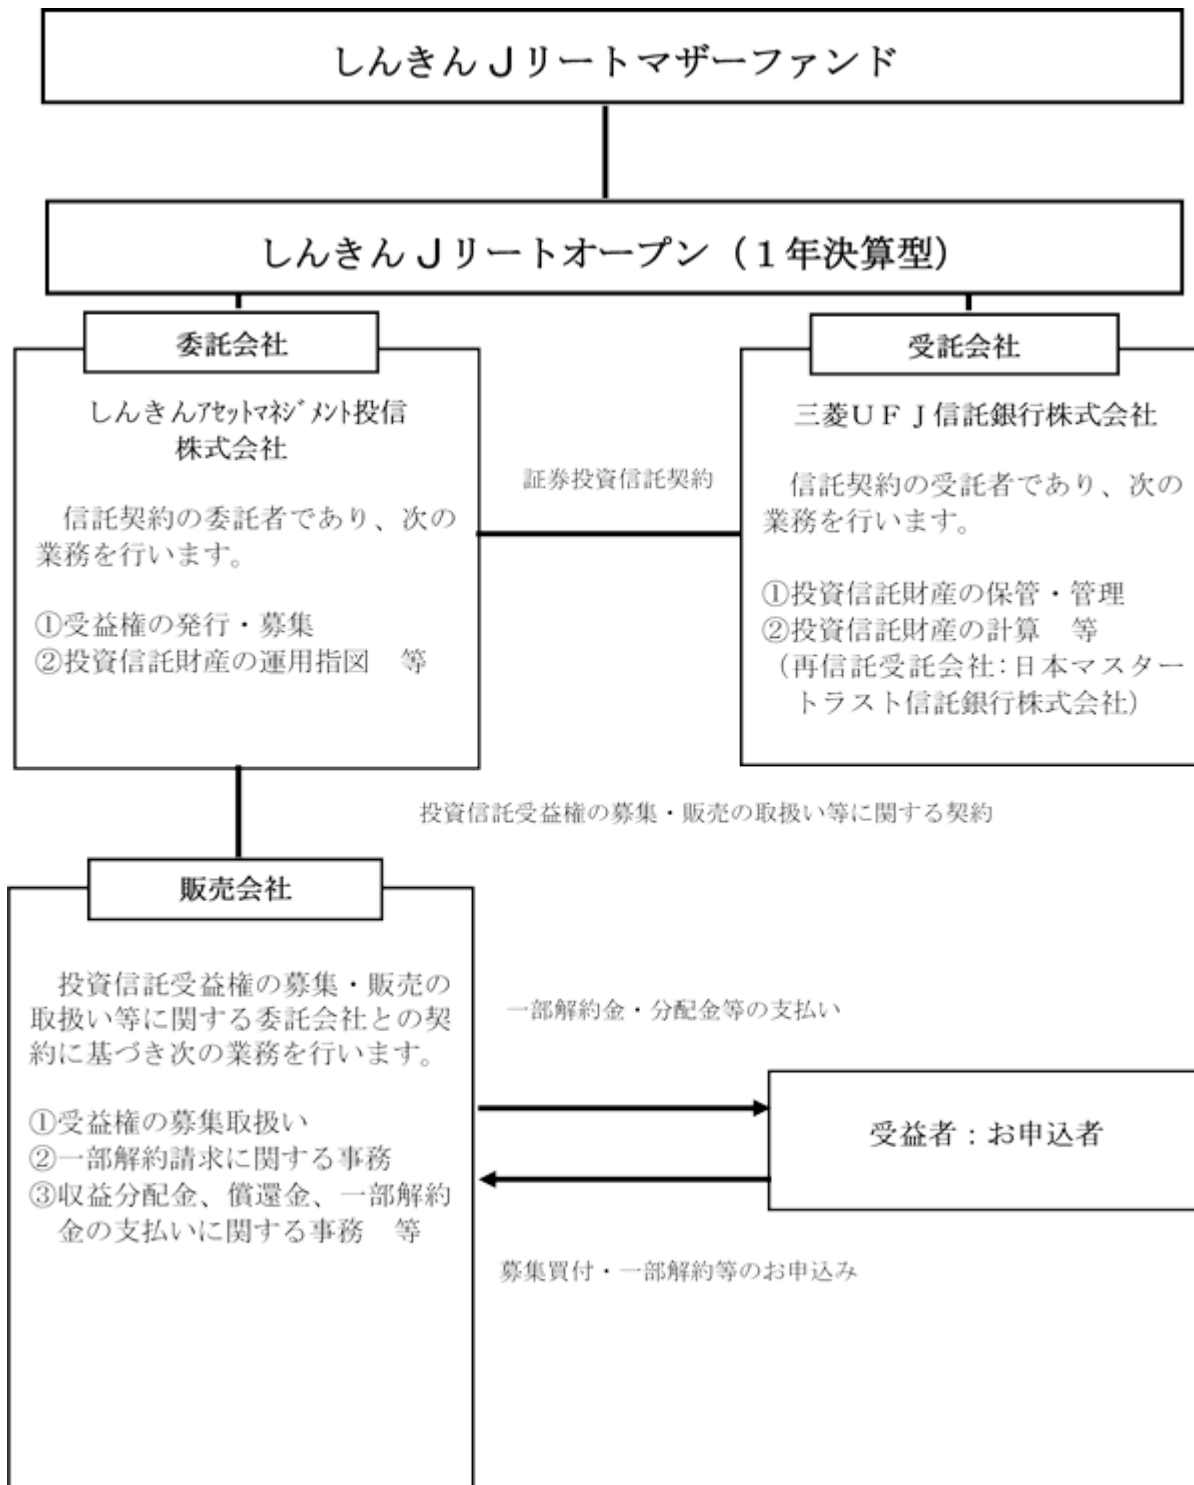 しんきんJリートマザーファンド
しんきんJリートオープン（１年決算型）
委託会社
しんきんｱｾｯﾄﾏﾈｼﾞﾒﾝﾄ投信
株式会社
信託契約の委託者であり、次の
業務を行います。
①受益権の発行・募集
②投資信託財産の運用指図　等
証券投資信託契約
受託会社
三菱ＵＦＪ信託銀行株式会社
信託契約の受託者であり、次の
業務を行います。
①投資信託財産の保管・管理
②投資信託財産の計算　等
（再信託受託会社：日本マスター
トラスト信託銀行株式会社）
投資信託受益権の募集・販売の取扱い等に関する契約
販売会社
投資信託受益権の募集・販売の
取扱い等に関する委託会社との契
約に基づき次の業務を行います。
①受益権の募集取扱い
②一部解約請求に関する事務
③収益分配金、償還金、一部解約
金の支払いに関する事務　等
一部解約金・分配金等の支払い
受益者：お申込者
募集買付・一部解約等のお申込み